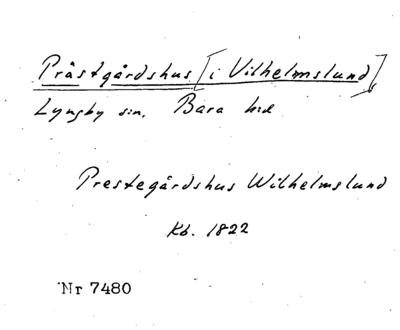 Prästgårdshus [i Vilhelmslund]
Lyngby sn, Bara hd
Prestegårdshus Wilhelmslund
Kb. 1822
Nr 7480